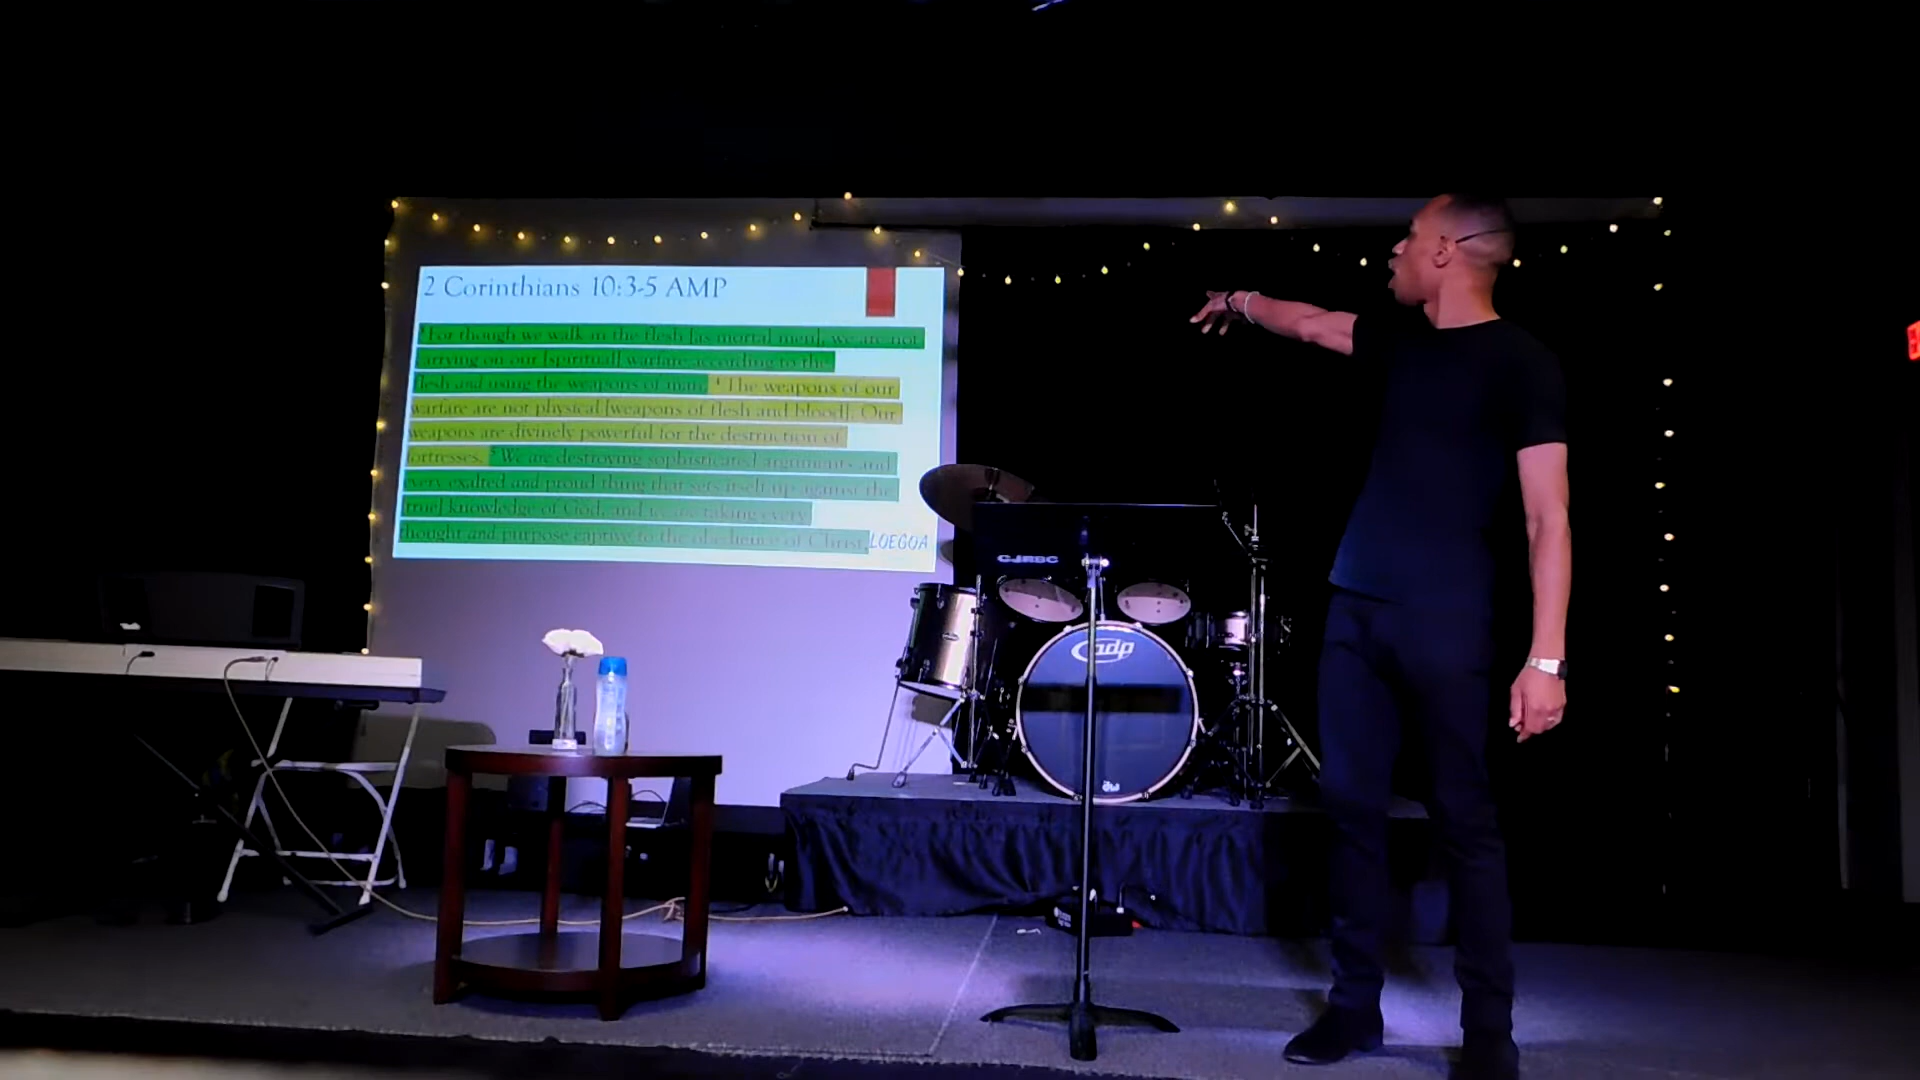 2 Corinthians 10:3-5 AMP
³For though we walk in the flesh [as mortal men], we are not
carrying on our [spiritual] warfare according to the
flesh and using the weapons of man. ⁴The weapons of our
warfare are not physical [weapons of flesh and blood]. Our
weapons are divinely powerful for the destruction of
fortresses. ⁵We are destroying sophisticated arguments and
every exalted and proud thing that sets itself up against the
[true] knowledge of God, and we are taking every
thought and purpose captive to the obedience of Christ,
LOEGOA
CJRBC
pdp